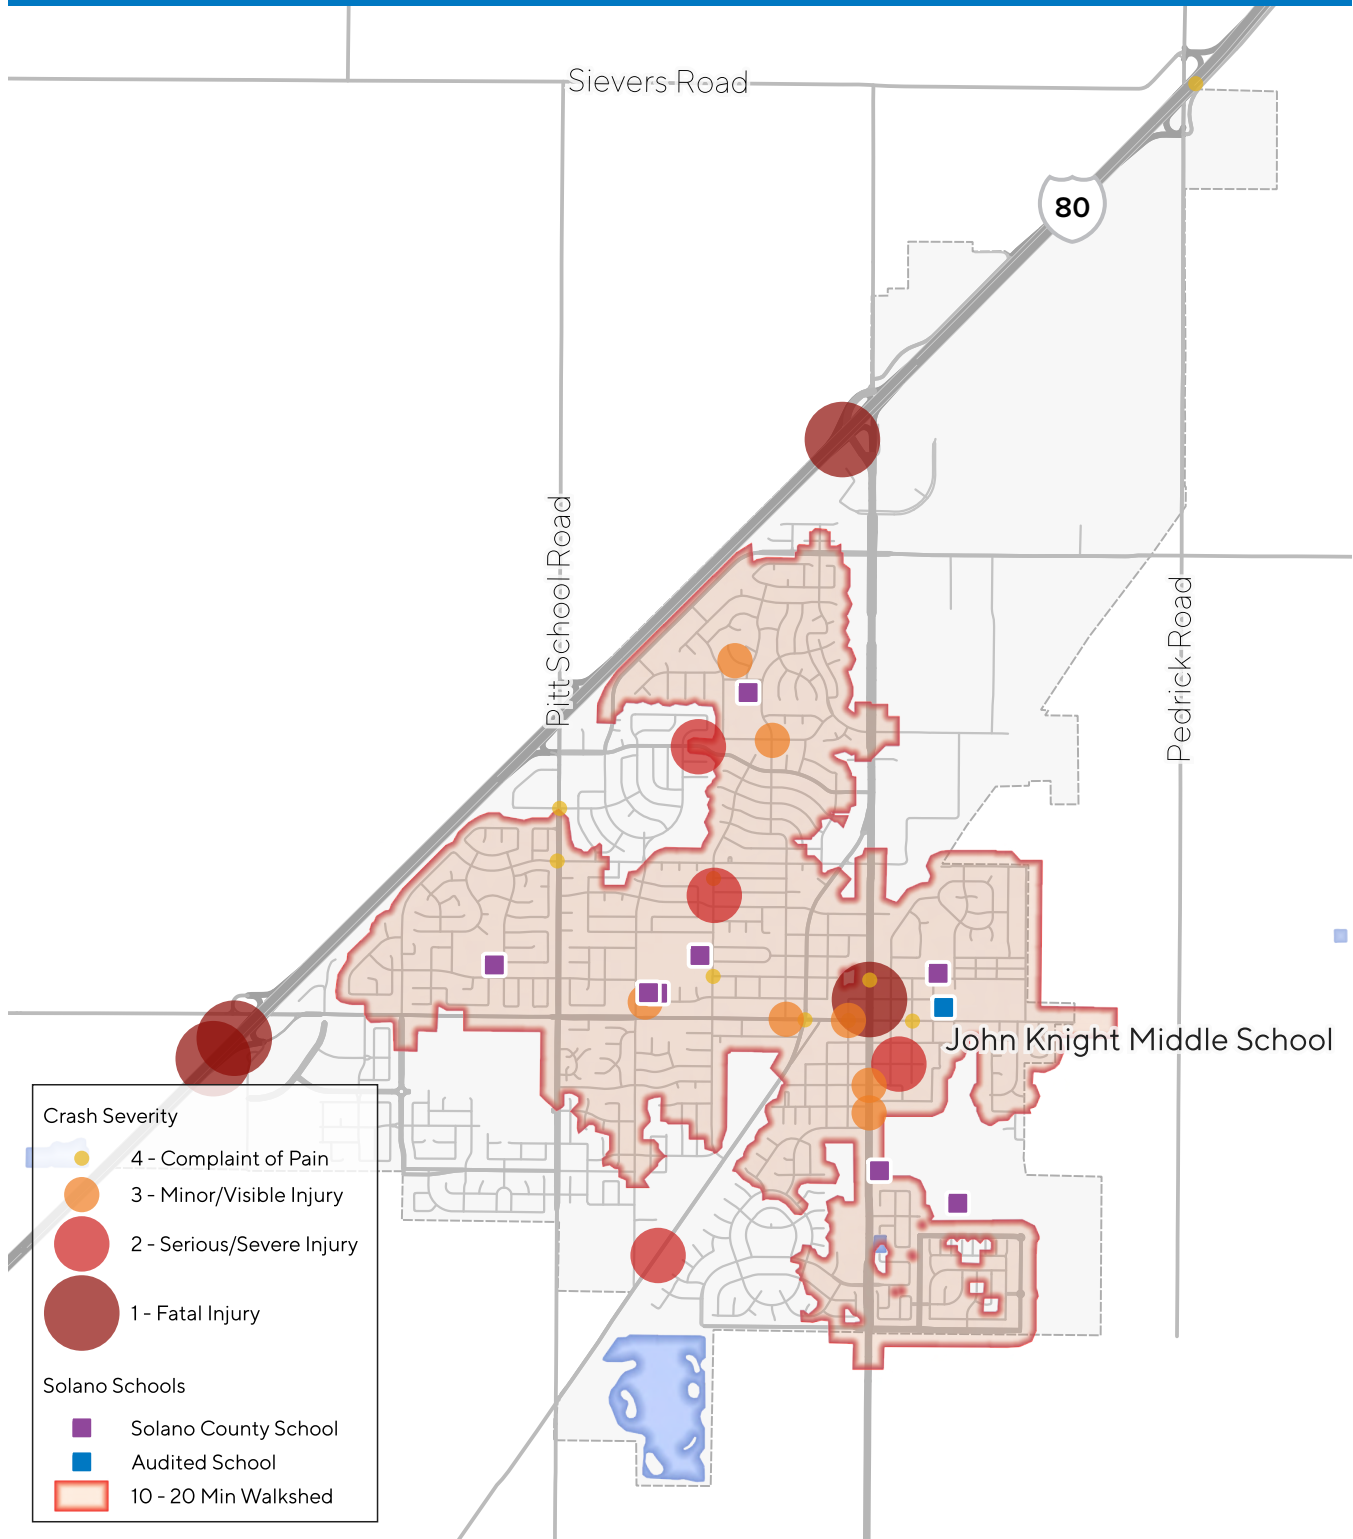 Sievers Road
80
Pitt School Road
Pedrick Road
John Knight Middle School
Crash Severity
4 - Complaint of Pain
3 - Minor/Visible Injury
2 - Serious/Severe Injury
1 - Fatal Injury
Solano Schools
Solano County School
Audited School
10 - 20 Min Walkshed